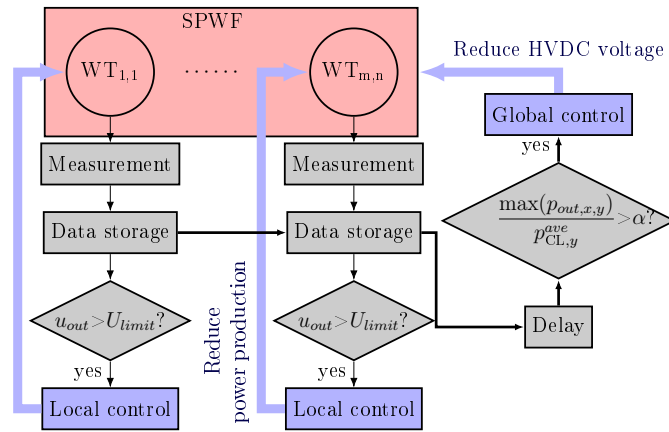 SPWF
WT1,1
......
WTm,n
Reduce HVDC voltage
Global control
yes
Measurement
Measurement
max(pout,x,y)
pCL,y^ave
>α?
Data storage
Data storage
uout>Ulimit?
Reduce
power production
uout>Ulimit?
Delay
yes
yes
Local control
Local control